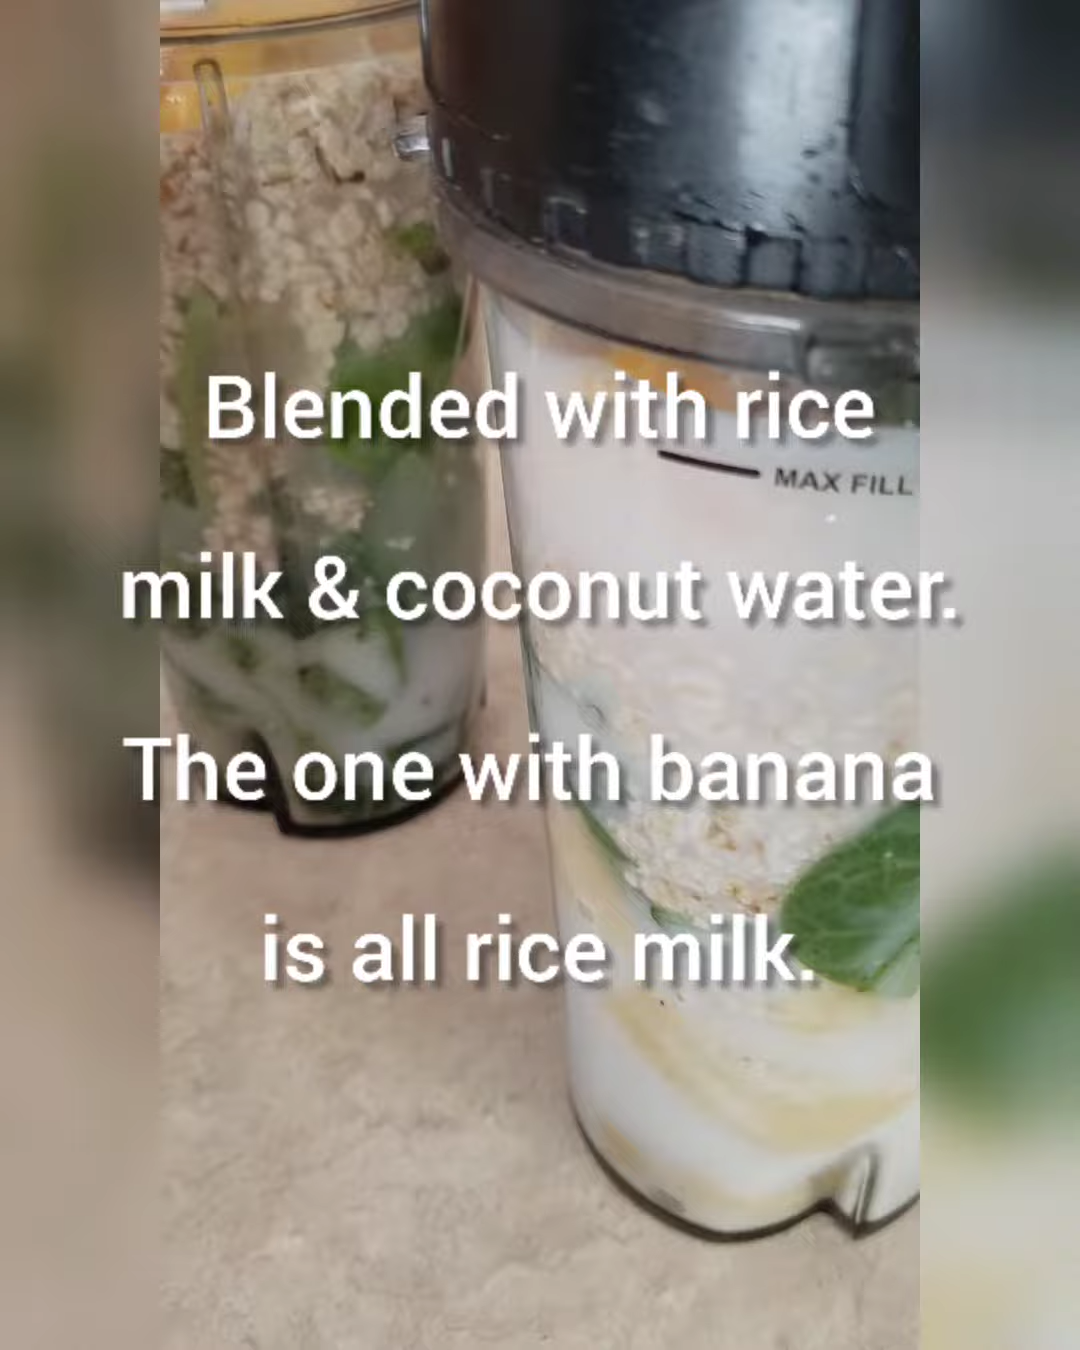 Blended with rice
MAX FILL
milk & coconut water.
The one with banana
is all rice milk.